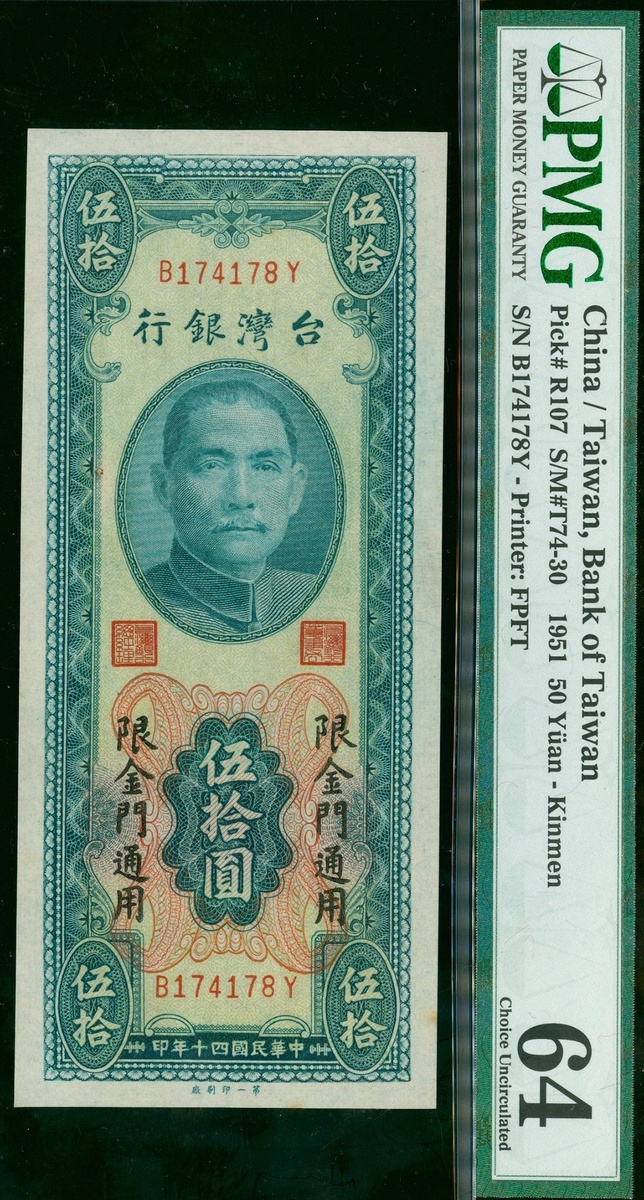 伍拾
伍拾
B174178Y
台灣銀行
限金門通用
限金門通用
伍拾圓
B174178Y
伍拾
伍拾
中華民國四十年印
第一印刷廠
PMG
PAPER MONEY GUARANTY
China / Taiwan, Bank of Taiwan
Pick# R107 S/M#T74-30 1951 50 Yüan - Kinmen
S/N B174178Y - Printer: FPFT
64
Choice Uncirculated